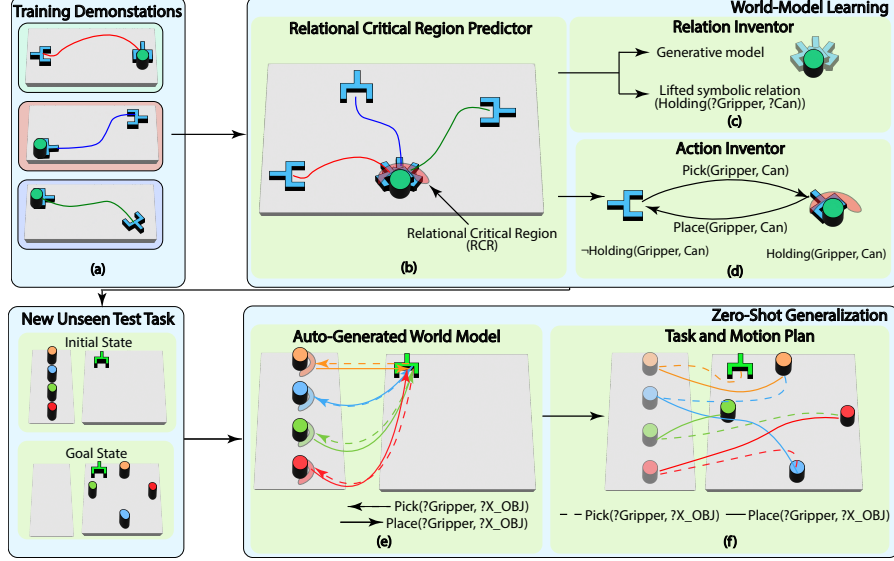 Training Demonstations
(a)
World-Model Learning
Relational Critical Region Predictor
Relational Critical Region
(RCR)
(b)
Relation Inventor
Generative model
Lifted symbolic relation
(Holding(?Gripper, ?Can))
(c)
Action Inventor
Pick(Gripper, Can)
Place(Gripper, Can)
¬Holding(Gripper, Can)
Holding(Gripper, Can)
(d)
New Unseen Test Task
Initial State
Goal State
Zero-Shot Generalization
Auto-Generated World Model
Pick(?Gripper, ?X_OBJ)
Place(?Gripper, ?X_OBJ)
(e)
Task and Motion Plan
Pick(?Gripper, ?X_OBJ)
Place(?Gripper, ?X_OBJ)
(f)